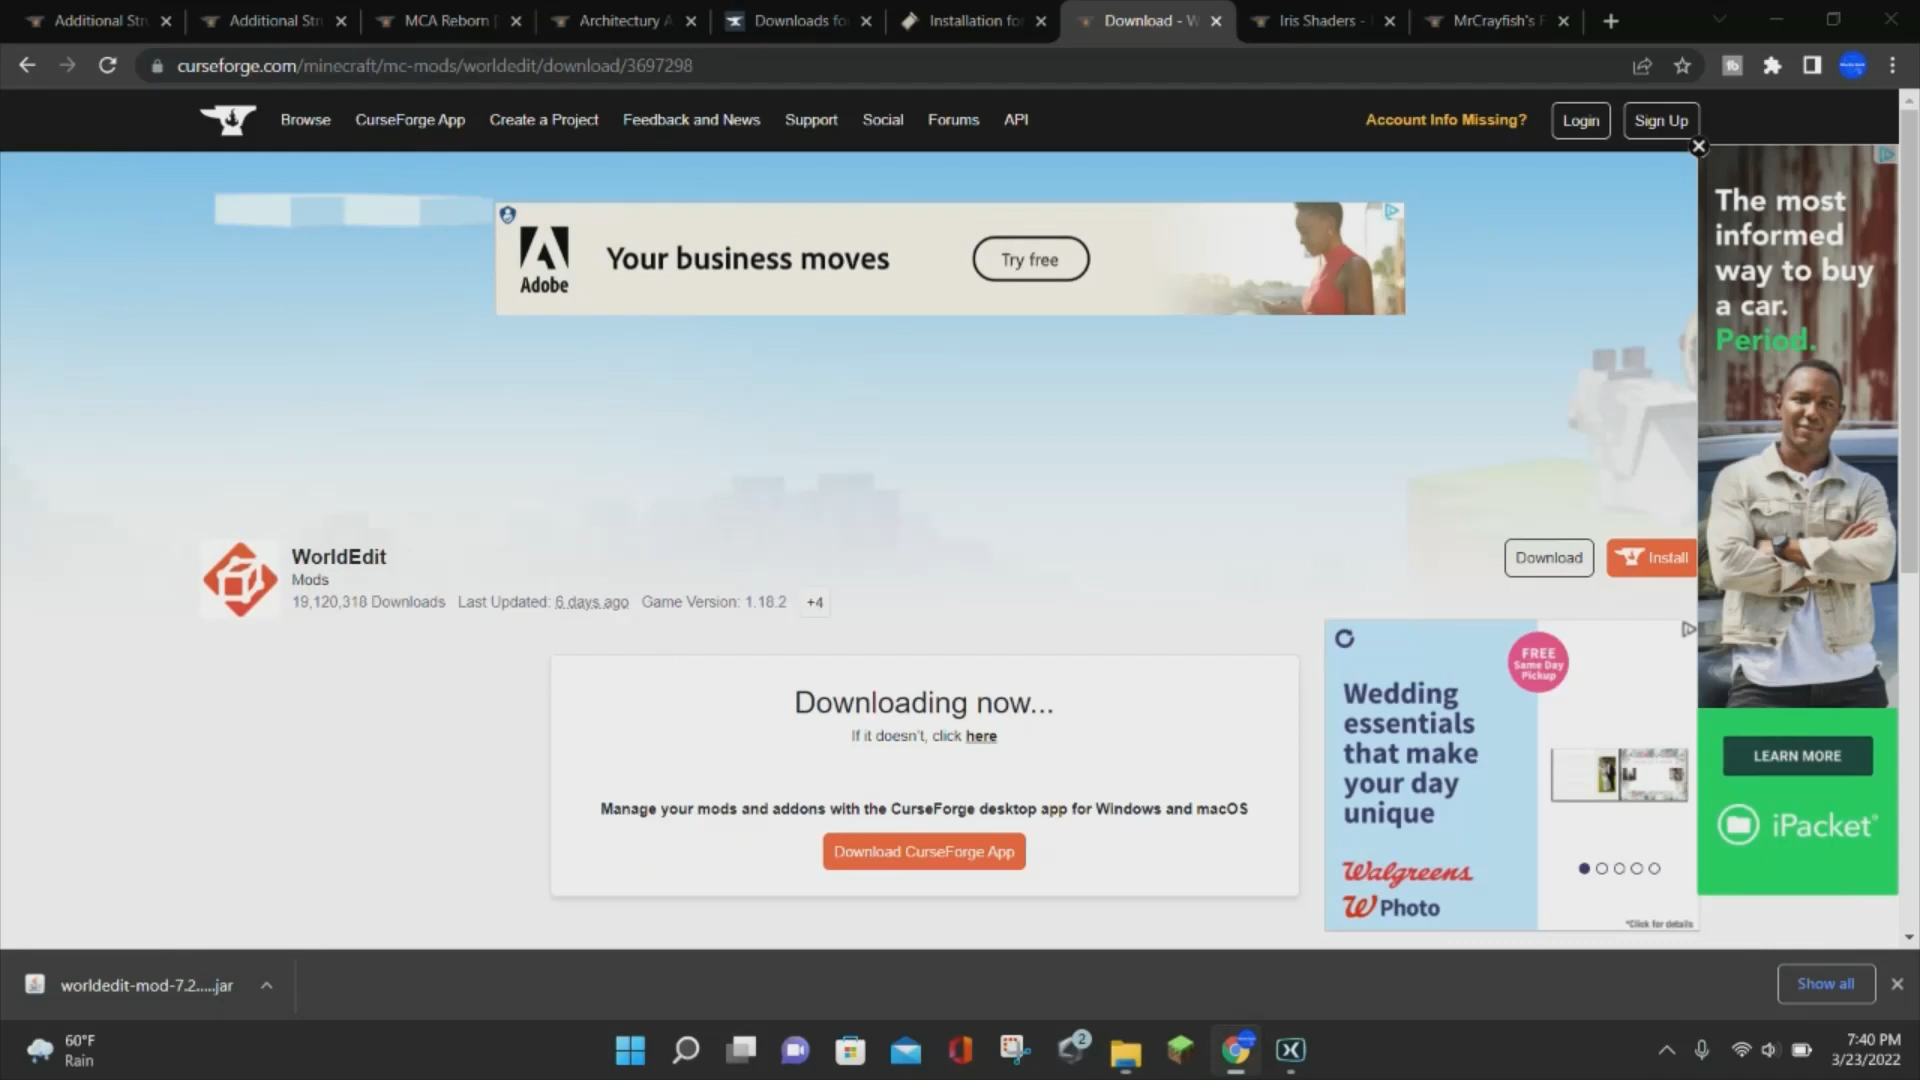 Additional Str
Additional Str
MCA Reborn
Architectury A
Downloads fo
Installation fo
Download - W
Iris Shaders -
MrCrayfish's F
curseforge.com/minecraft/mc-mods/worldedit/download/3697298
Browse
CurseForge App
Create a Project
Feedback and News
Support
Social
Forums
API
Account Info Missing?
Login
Sign Up
Adobe
Your business moves
Try free
The most
informed
way to buy
a car.
Period.
WorldEdit
Mods
19,120,318 Downloads Last Updated: 6 days ago Game Version: 1.18.2 +4
Download
Install
Downloading now...
If it doesn't, click here
Manage your mods and addons with the CurseForge desktop app for Windows and macOS
Download CurseForge App
FREE
Same Day
Pickup
Wedding
essentials
that make
your day
unique
Walgreens
W Photo
*Click for details
LEARN MORE
iPacket
worldedit-mod-7.2.....jar
Show all
60°F
Rain
2
7:40 PM
3/23/2022